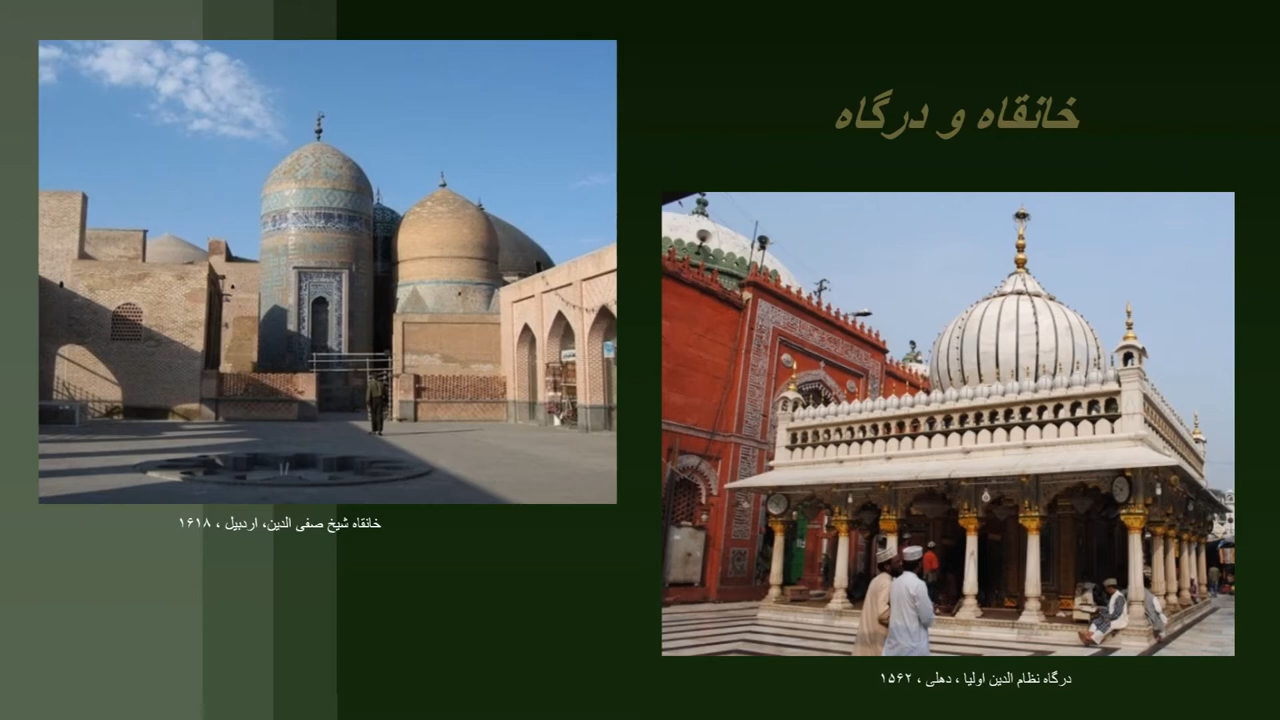 خانقاه و درگاه
خانقاه شیخ صفی الدین، اردبیل ، ۱۶۱۸
درگاه نظام الدین اولیا ، دهلی ، ۱۵۶۲